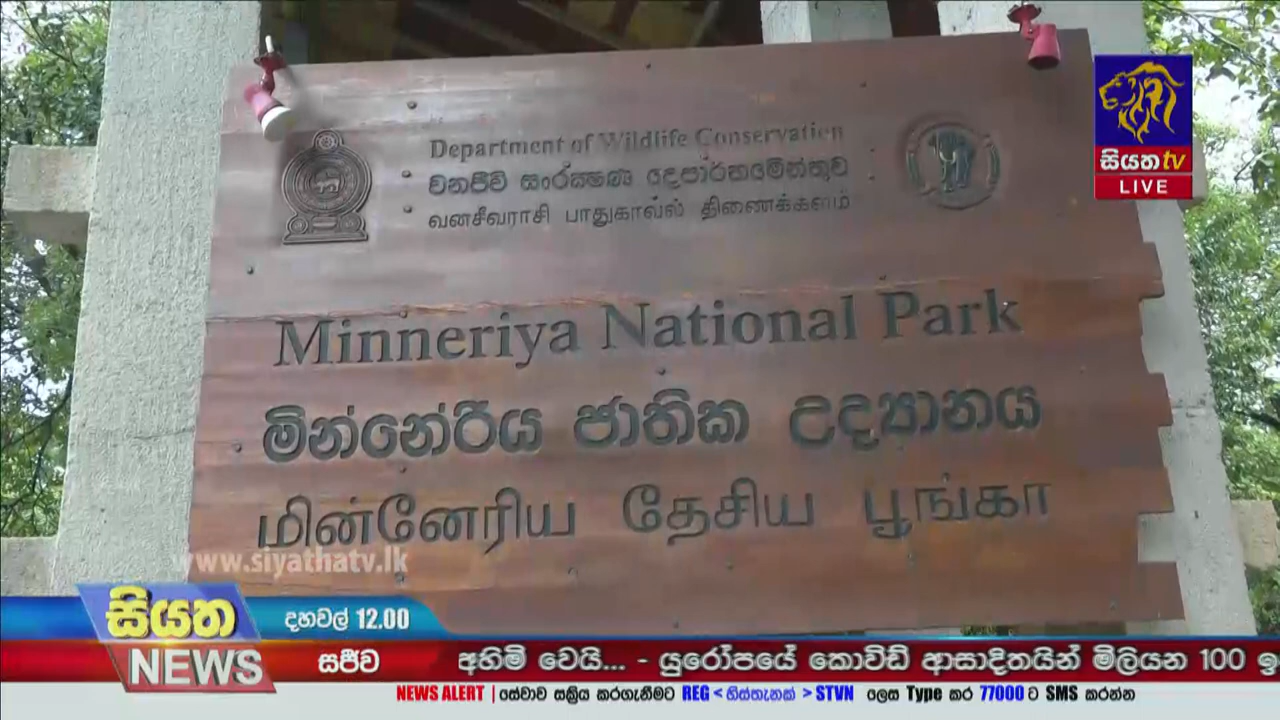 Department of Wildlife Conservation
වනජීවි සංරක්ෂණ දෙපාර්තමේන්තුව
வனசீவராசி பாதுகாவல் திணைக்களம்
සියත tv
LIVE
Minneriya National Park
මින්නේරිය ජාතික උද්‍යානය
மின்னேரிய தேசிய பூங்கா
www.siyathatv.lk
සියත
NEWS
දහවල් 12.00
සජීව
අහිමි වෙයි... - යුරෝපයේ කොවිඩ් ආසාදිතයින් මිලියන 100 ඉ
NEWS ALERT | සේවාව සක්‍රිය කරගැනීමට REG < හිස්තැනක් > STVN ලෙස Type කර 77000 ට SMS කරන්න